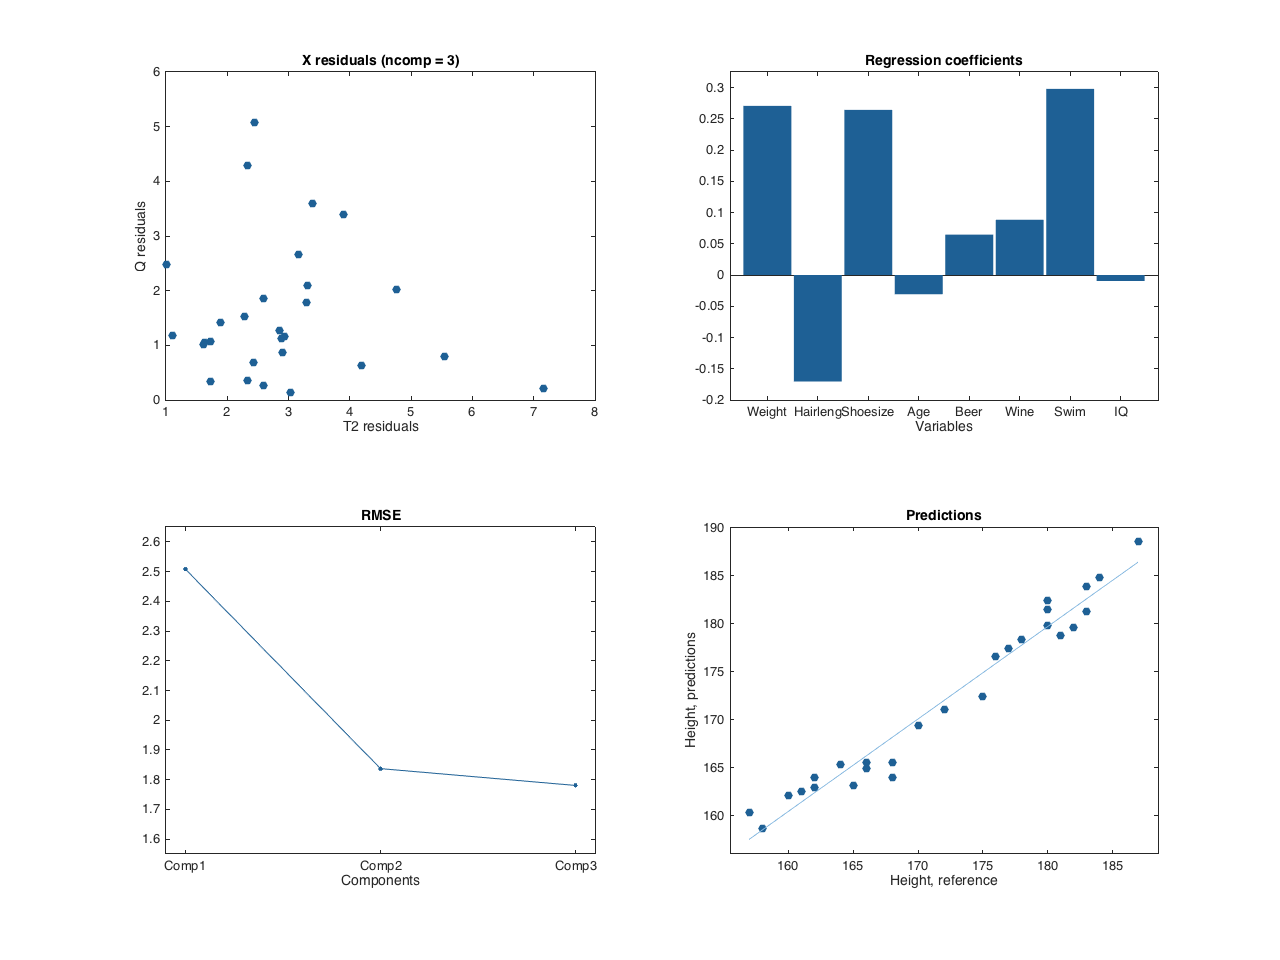 X residuals (ncomp = 3)
6
5
4
3
2
1
0
Q residuals
1 2 3 4 5 6 7 8
T2 residuals
Regression coefficients
0.3
0.25
0.2
0.15
0.1
0.05
0
-0.05
-0.1
-0.15
-0.2
Weight HairlengShoesize Age Beer Wine Swim IQ
Variables
RMSE
2.6
2.5
2.4
2.3
2.2
2.1
2
1.9
1.8
1.7
1.6
Comp1 Comp2 Comp3
Components
Predictions
190
185
180
175
170
165
160
Height, predictions
160 165 170 175 180 185
Height, reference